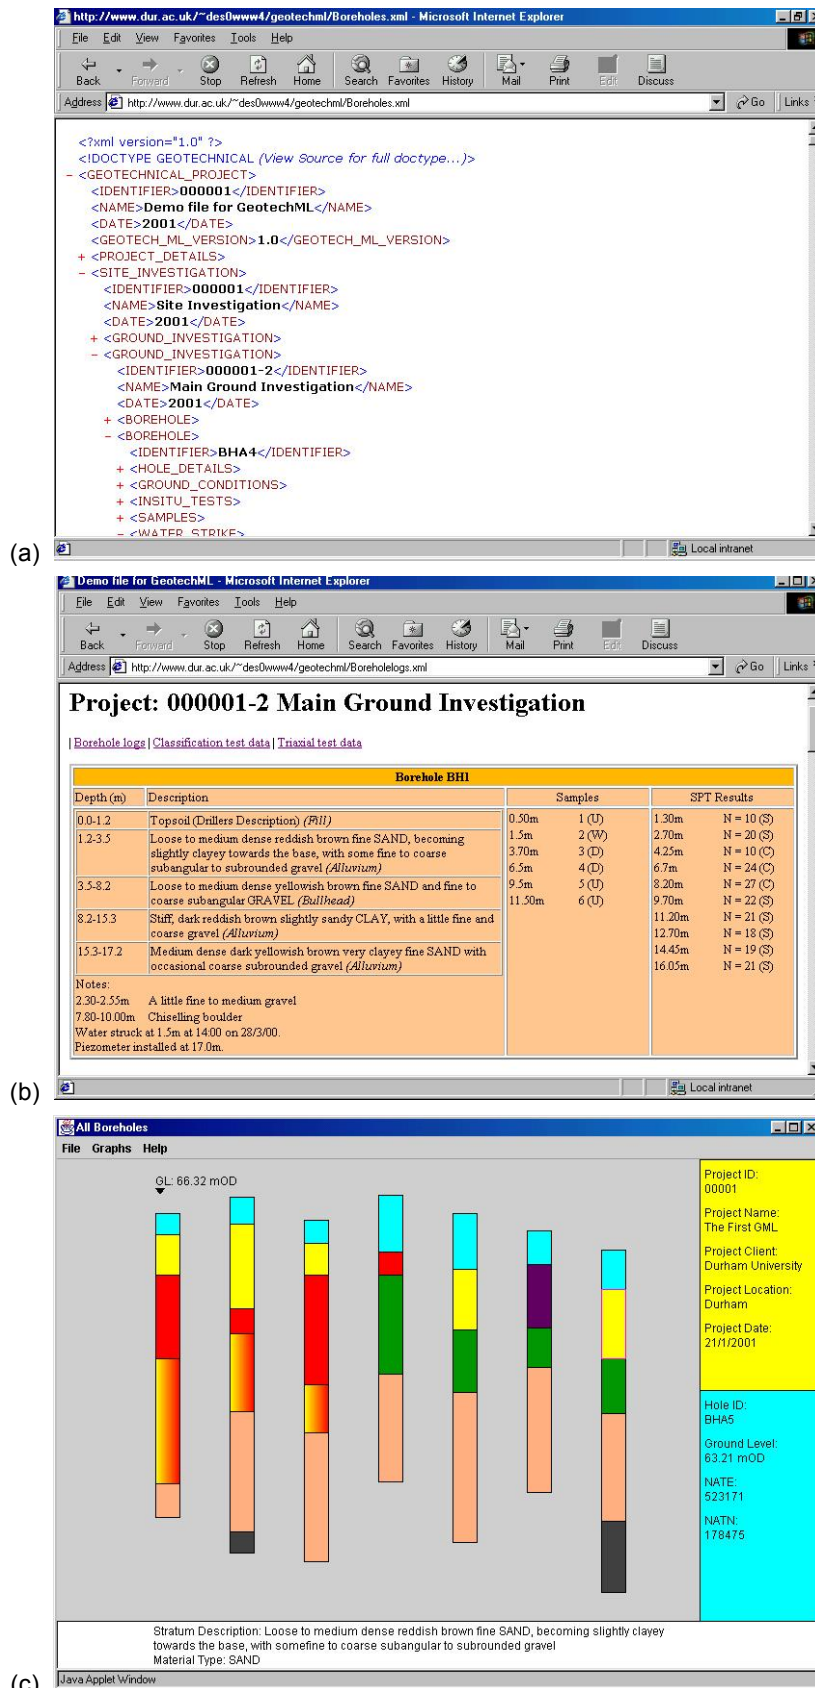 http://www.dur.ac.uk/~des0www4/geotechml/Boreholes.xml - Microsoft Internet Explorer
File Edit View Favorites Tools Help
Back Forward Stop Refresh Home Search Favorites History Mail Print Edit Discuss
Address http://www.dur.ac.uk/~des0www4/geotechml/Boreholes.xml Go Links
<?xml version="1.0" ?>
<!DOCTYPE GEOTECHNICAL (View Source for full doctype...)>
- <GEOTECHNICAL_PROJECT>
<IDENTIFIER>000001</IDENTIFIER>
<NAME>Demo file for GeotechML</NAME>
<DATE>2001</DATE>
<GEOTECH_ML_VERSION>1.0</GEOTECH_ML_VERSION>
+ <PROJECT_DETAILS>
- <SITE_INVESTIGATION>
<IDENTIFIER>000001</IDENTIFIER>
<NAME>Site Investigation</NAME>
<DATE>2001</DATE>
+ <GROUND_INVESTIGATION>
- <GROUND_INVESTIGATION>
<IDENTIFIER>000001-2</IDENTIFIER>
<NAME>Main Ground Investigation</NAME>
<DATE>2001</DATE>
+ <BOREHOLE>
- <BOREHOLE>
<IDENTIFIER>BHA4</IDENTIFIER>
+ <HOLE_DETAILS>
+ <GROUND_CONDITIONS>
+ <INSITU_TESTS>
+ <SAMPLES>
- <WATER_STRIKE>
Local intranet
(a)
Demo file for GeotechML - Microsoft Internet Explorer
File Edit View Favorites Tools Help
Back Forward Stop Refresh Home Search Favorites History Mail Print Edit Discuss
Address http://www.dur.ac.uk/~des0www4/geotechml/Boreholelogs.xml Go Links
Project: 000001-2 Main Ground Investigation
| Borehole logs | Classification test data | Triaxial test data
Borehole BH1
Depth (m) Description Samples SPT Results
0.0-1.2 Topsoil (Drillers Description) (Fill)
1.2-3.5 Loose to medium dense reddish brown fine SAND, becoming
slightly clayey towards the base, with some fine to coarse
subangular to subrounded gravel (Alluvium)
3.5-8.2 Loose to medium dense yellowish brown fine SAND and fine to
coarse subangular GRAVEL (Bullhead)
8.2-15.3 Stiff, dark reddish brown slightly sandy CLAY, with a little fine and
coarse gravel (Allvium)
15.3-17.2 Medium dense dark yellowish brown very clayey fine SAND with
occasional coarse subrounded gravel (Alluvium)
Notes:
2.30-2.55m A little fine to medium gravel
7.80-10.00m Chiselling boulder
Water struck at 1.5m at 14:00 on 28/3/00.
Piezometer installed at 17.0m.
0.50m 1 (U)
1.5m 2 (W)
3.70m 3 (D)
6.5m 4 (D)
9.5m 5 (U)
11.50m 6 (U)
1.30m N = 10 (S)
2.70m N = 20 (S)
4.25m N = 10 (C)
6.7m N = 24 (C)
8.20m N = 27 (C)
9.70m N = 22 (S)
11.20m N = 21 (S)
12.70m N = 18 (S)
14.45m N = 19 (S)
16.05m N = 21 (S)
Local intranet
(b)
All Boreholes
File Graphs Help
GL: 66.32 mOD
Project ID:
00001
Project Name:
The First GML
Project Client:
Durham University
Project Location:
Durham
Project Date:
21/1/2001
Hole ID:
BHA5
Ground Level:
63.21 mOD
NATE:
523171
NATN:
178475
Stratum Description: Loose to medium dense reddish brown fine SAND, becoming slightly clayey
towards the base, with somefine to coarse subangular to subrounded gravel
Material Type: SAND
Java Applet Window
(c)